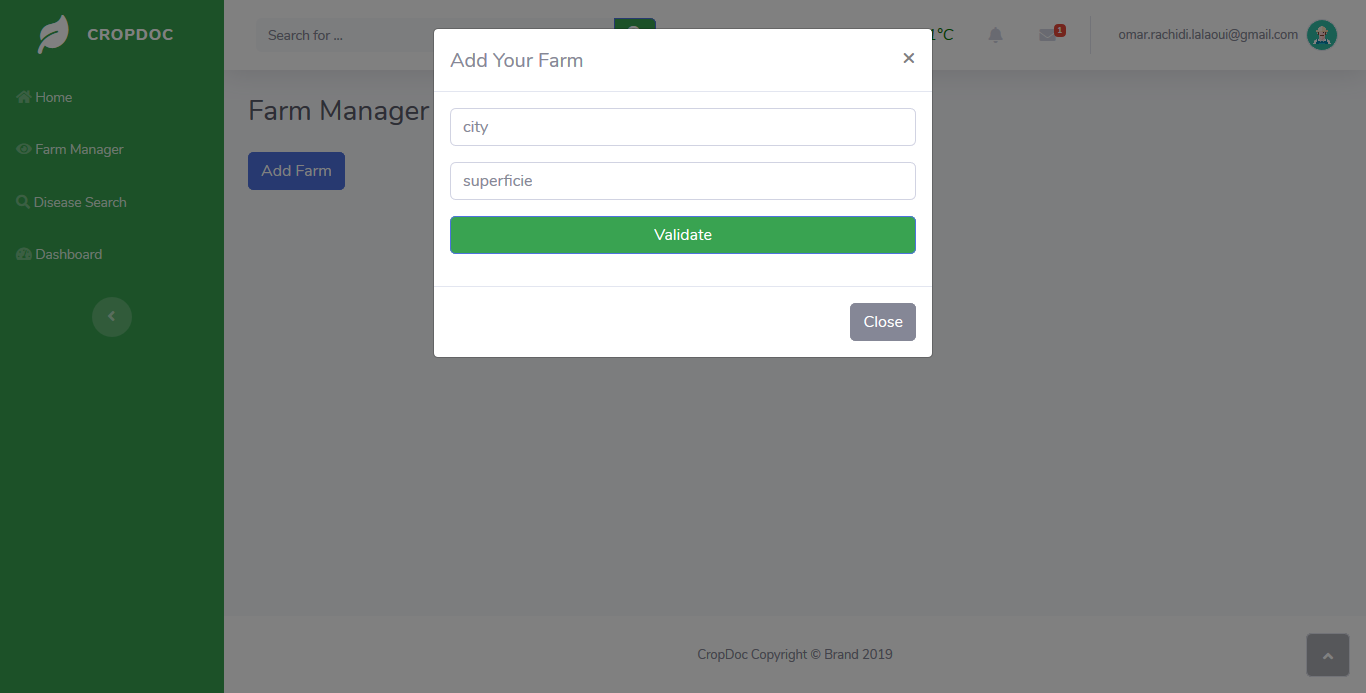 CROPDOC
Home
Farm Manager
Disease Search
Dashboard
Search for ...
1°C
1
omar.rachidi.lalaoui@gmail.com
Farm Manager
Add Farm
Add Your Farm
×
city
superficie
Validate
Close
CropDoc Copyright © Brand 2019